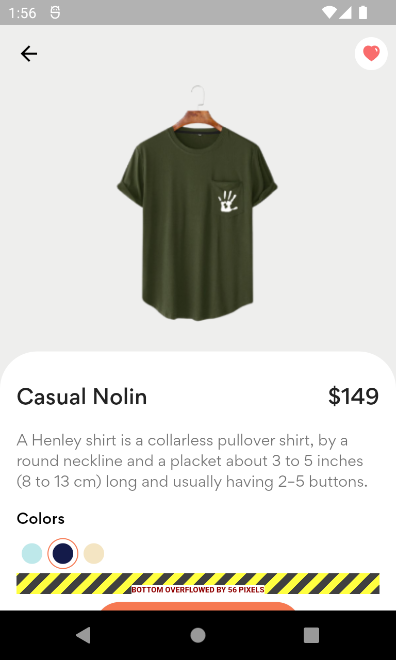 1:56
Casual Nolin
$149
A Henley shirt is a collarless pullover shirt, by a
round neckline and a placket about 3 to 5 inches
(8 to 13 cm) long and usually having 2–5 buttons.
Colors
BOTTOM OVERFLOWED BY 56 PIXELS